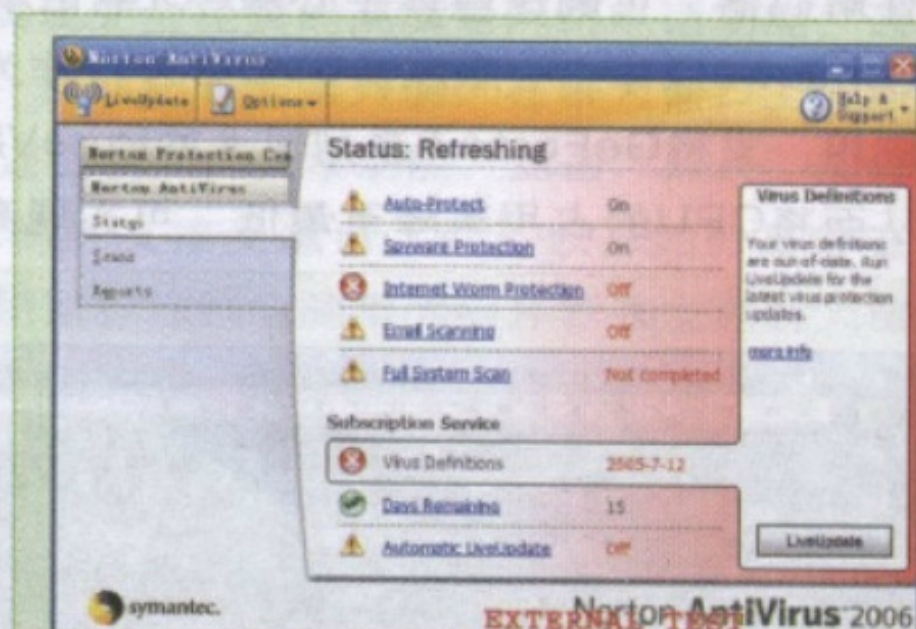 Norton AntiVirus
LiveUpdate Options Help & Support
Norton Protection Cen
Norton AntiVirus
Status
Scans
Reports
Status: Refreshing
Auto-Protect On
Spyware Protection On
Internet Worm Protection Off
Email Scanning Off
Full System Scan Not completed
Subscription Service
Virus Definitions 2005-7-12
Days Remaining 15
Automatic LiveUpdate Off
Virus Definitions
Your virus definitions
are out-of-date. Run
LiveUpdate for the
latest virus protection
updates.
more info
LiveUpdate
symantec.
EXTERNAL TEST
Norton AntiVirus 2006